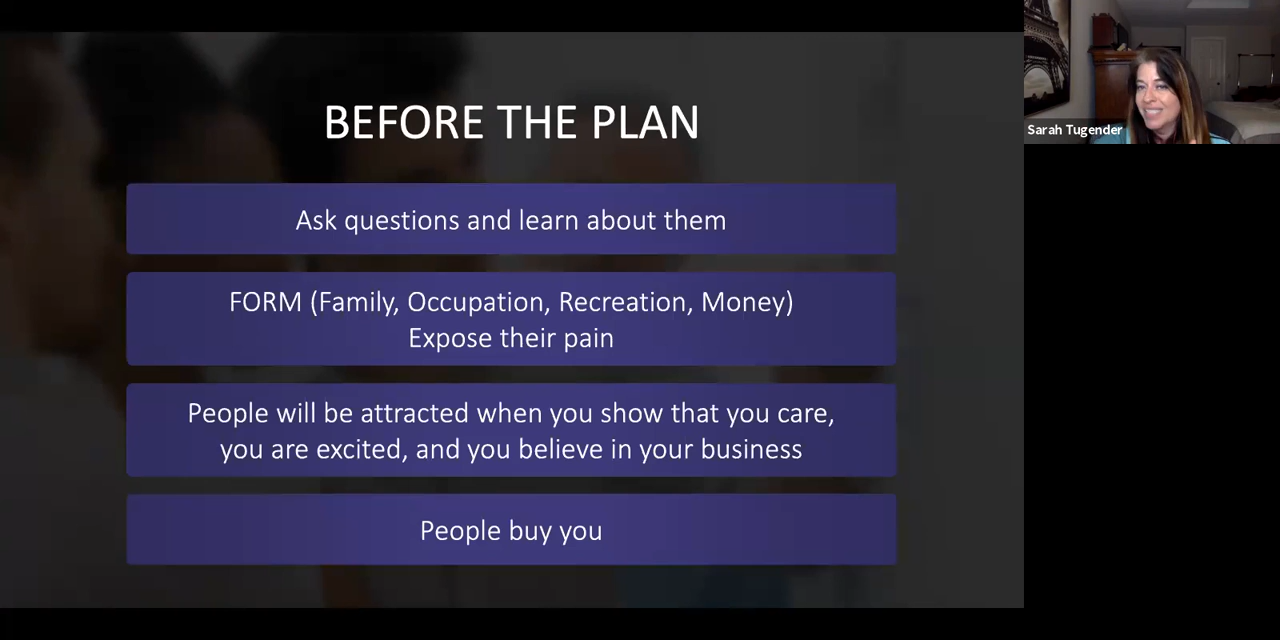 BEFORE THE PLAN
Ask questions and learn about them
FORM (Family, Occupation, Recreation, Money)
Expose their pain
People will be attracted when you show that you care,
you are excited, and you believe in your business
People buy you
Sarah Tugender